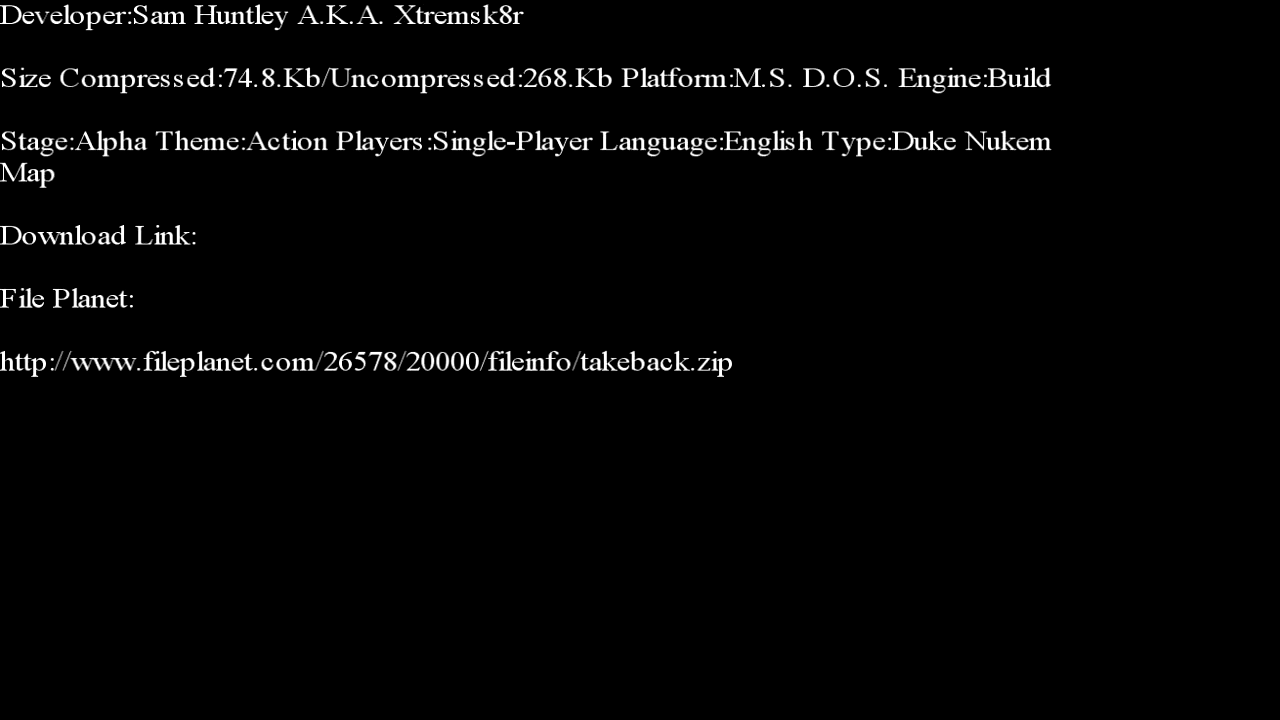 Developer:Sam Huntley A.K.A. Xtremsk8r
Size Compressed:74.8.Kb/Uncompressed:268.Kb Platform:M.S. D.O.S. Engine:Build
Stage:Alpha Theme:Action Players:Single-Player Language:English Type:Duke Nukem
Map
Download Link:
File Planet:
http://www.fileplanet.com/26578/20000/fileinfo/takeback.zip